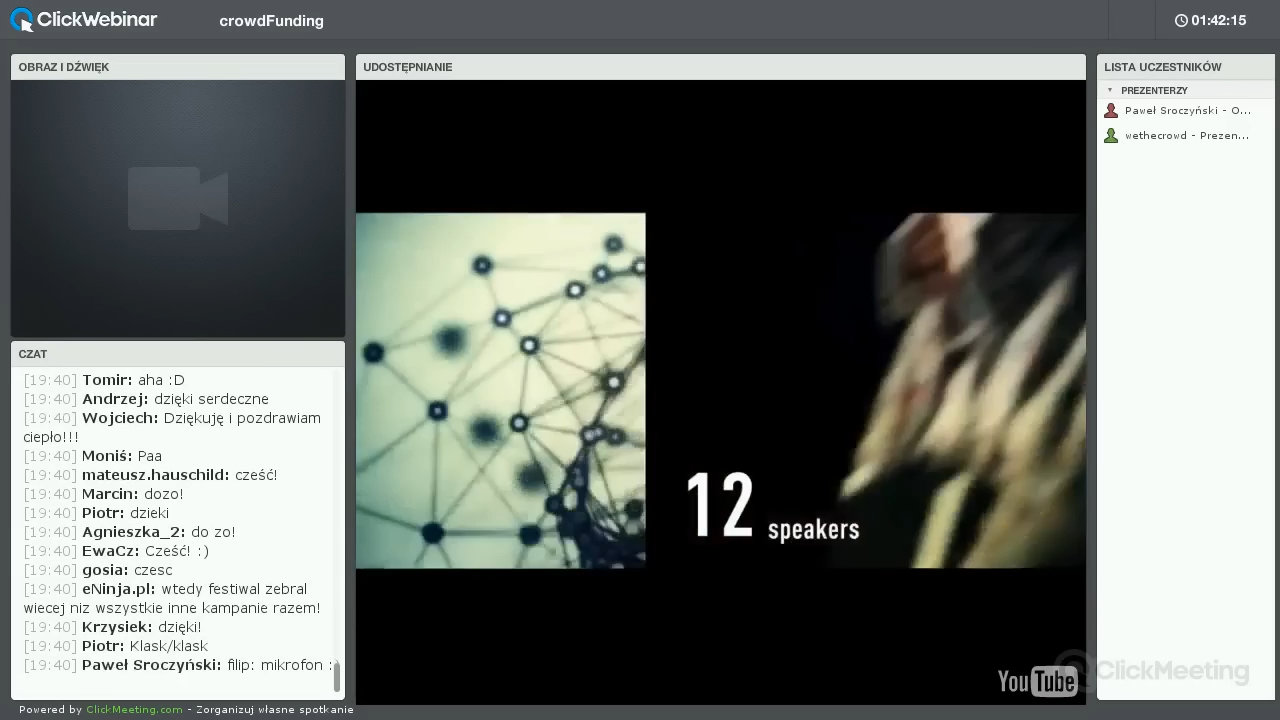 ClickWebinar
crowdFunding
01:42:15
OBRAZ I DŹWIĘK
UDOSTĘPNIANIE
LISTA UCZESTNIKÓW
PREZENTERZY
Paweł Sroczyński - O...
wethecrowd - Prezen...
12 speakers
CZAT
[19:40] Tomir: aha :D
[19:40] Andrzej: dzięki serdeczne
[19:40] Wojciech: Dziękuję i pozdrawiam
ciepło!!!
[19:40] Moniś: Paa
[19:40] mateusz.hauschild: cześć!
[19:40] Marcin: dozo!
[19:40] Piotr: dzieki
[19:40] Agnieszka_2: do zo!
[19:40] EwaCz: Cześć! :)
[19:40] gosia: czesc
[19:40] eNinja.pl: wtedy festiwal zebral
wiecej niz wszystkie inne kampanie razem!
[19:40] Krzysiek: dzięki!
[19:40] Piotr: Klask/klask
[19:40] Paweł Sroczyński: filip: mikrofon :)
YouTube
ClickMeeting
Powered by ClickMeeting.com - Zorganizuj własne spotkanie